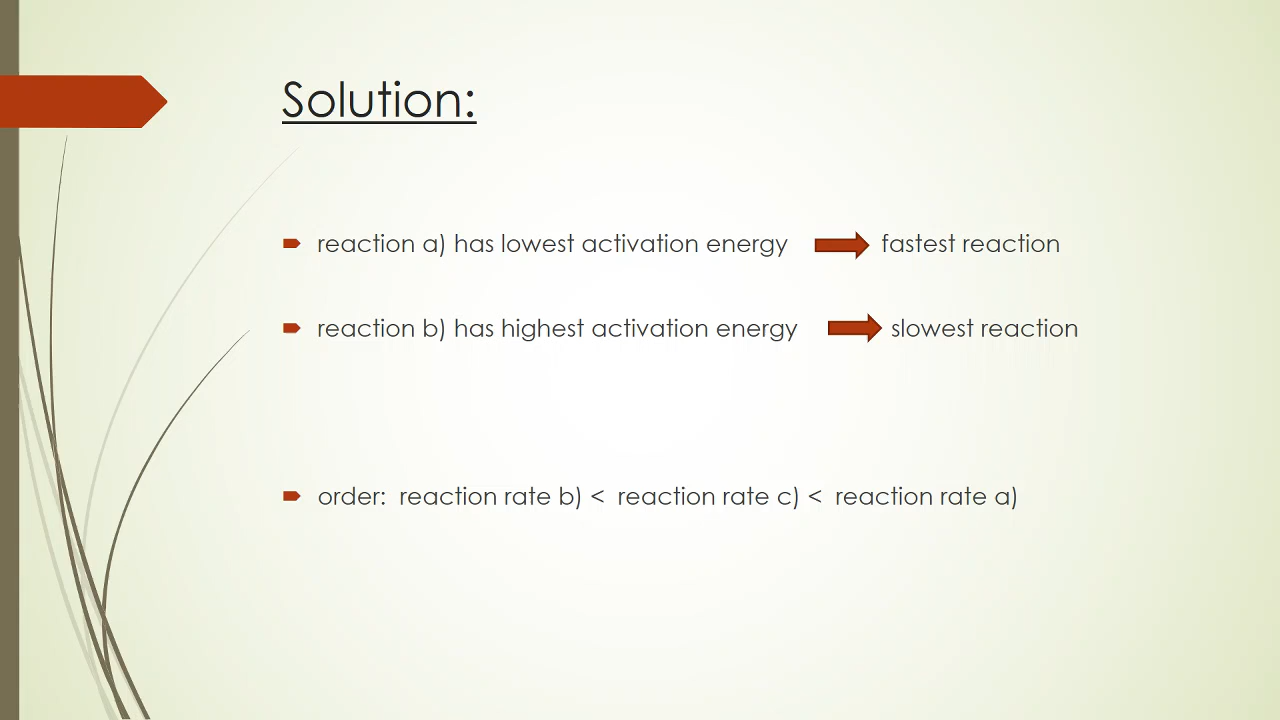 Solution:
reaction a) has lowest activation energy fastest reaction
reaction b) has highest activation energy slowest reaction
order: reaction rate b) < reaction rate c) < reaction rate a)